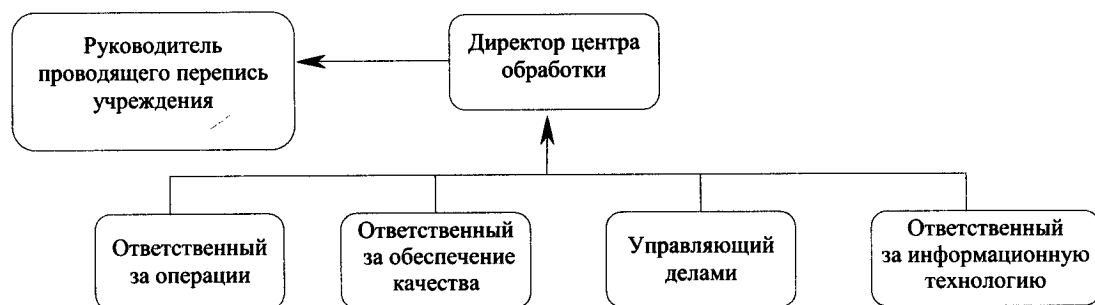 Руководитель
проводящего перепись
учреждения
Директор центра
обработки
Ответственный
за операции
Ответственный
за обеспечение
качества
Управляющий
делами
Ответственный
за информационную
технологию